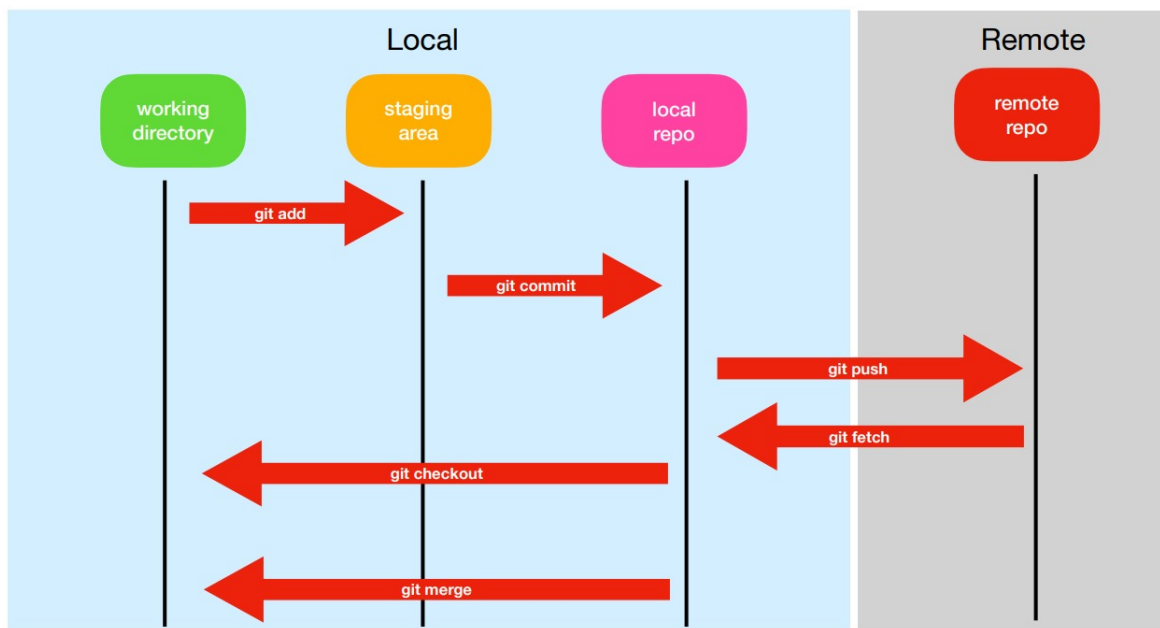 Local
Remote
working
directory
staging
area
local
repo
remote
repo
git add
git commit
git push
git fetch
git checkout
git merge